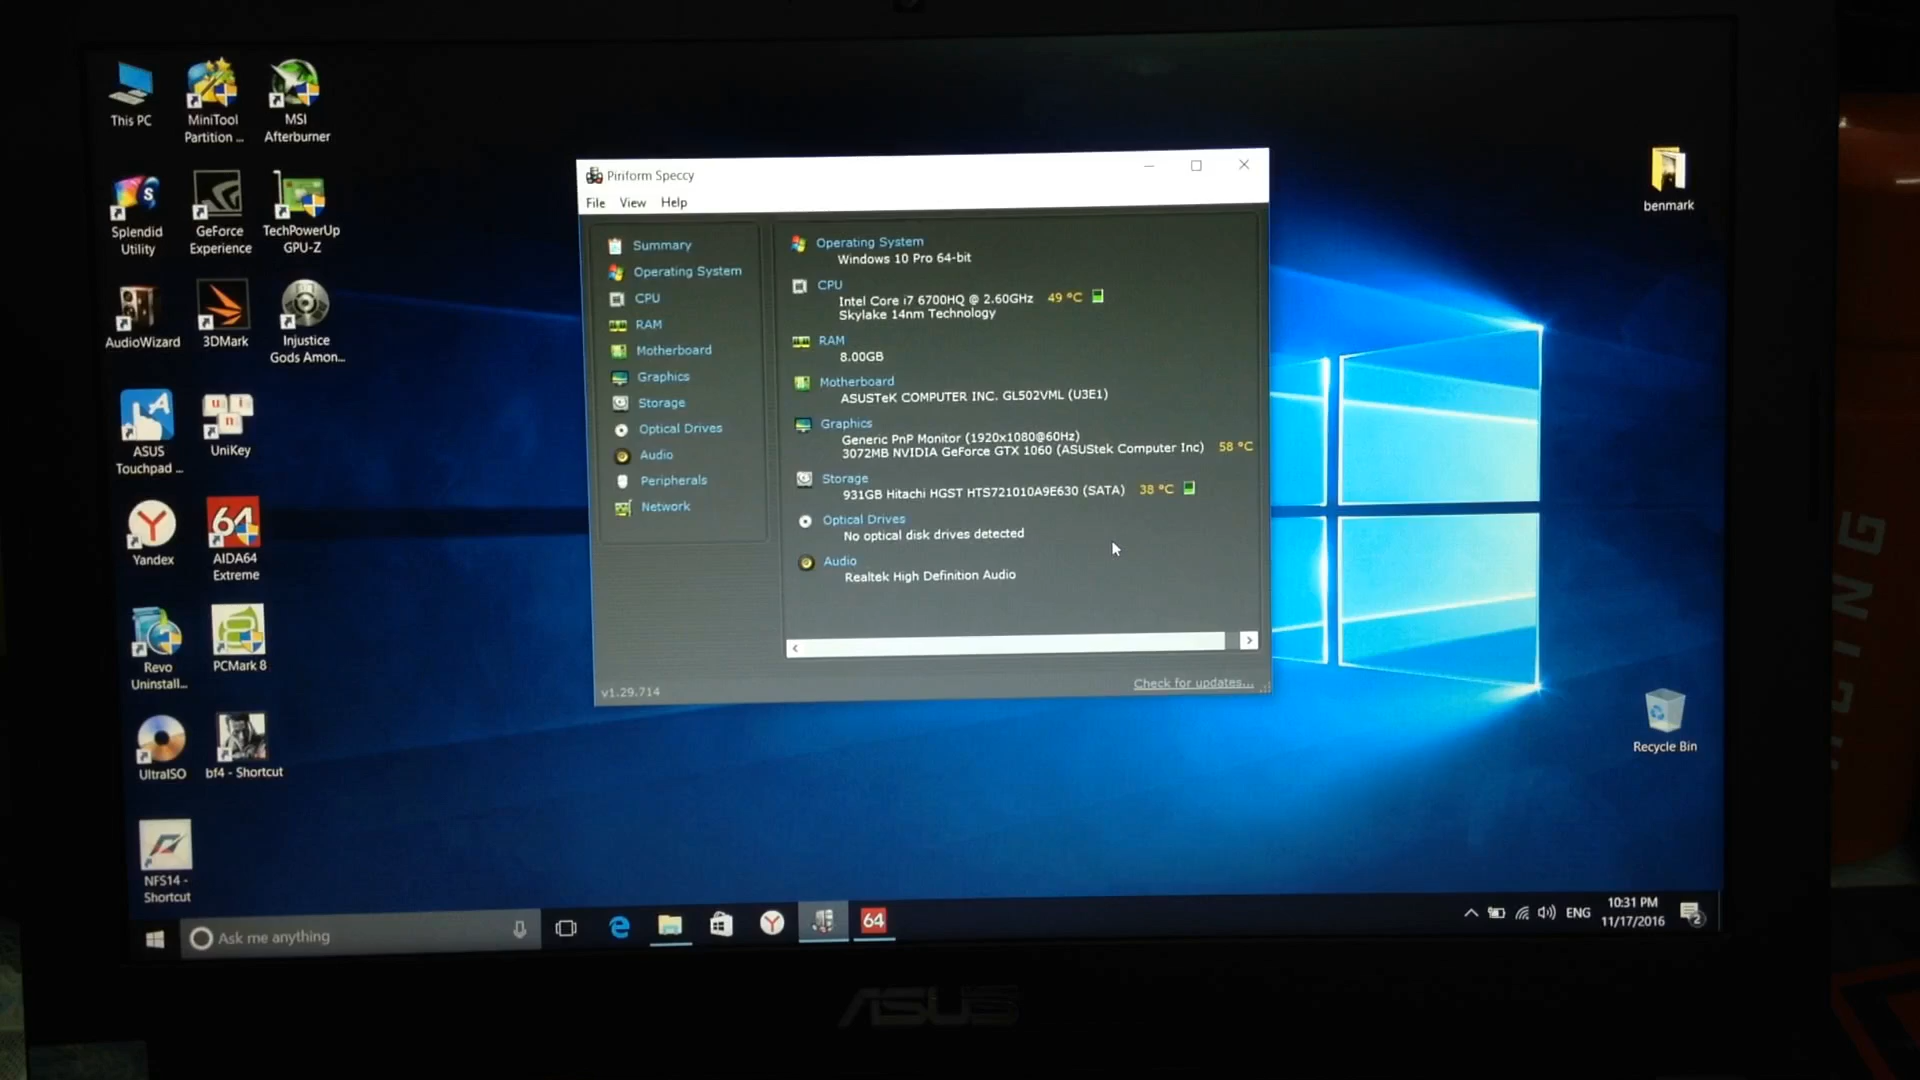 This PC
MiniTool
Partition ...
MSI
Afterburner
Splendid
Utility
GeForce
Experience
TechPowerUp
GPU-Z
AudioWizard
3DMark
Injustice
Gods Amon...
ASUS
Touchpad ...
UniKey
Yandex
64
AIDA64
Extreme
Revo
Uninstall...
PCMark 8
UltraISO
bf4 - Shortcut
NFS14 -
Shortcut
Piriform Speccy
File View Help
Summary
Operating System
CPU
RAM
Motherboard
Graphics
Storage
Optical Drives
Audio
Peripherals
Network
Operating System
Windows 10 Pro 64-bit
CPU
Intel Core i7 6700HQ @ 2.60GHz 49 °C
Skylake 14nm Technology
RAM
8.00GB
Motherboard
ASUSTeK COMPUTER INC. GL502VML (U3E1)
Graphics
Generic PnP Monitor (1920x1080@60Hz)
3072MB NVIDIA GeForce GTX 1060 (ASUStek Computer Inc) 58 °C
Storage
931GB Hitachi HGST HTS721010A9E630 (SATA) 38 °C
Optical Drives
No optical disk drives detected
Audio
Realtek High Definition Audio
v1.29.714
Check for updates...
benmark
Recycle Bin
Ask me anything
64
ENG
10:31 PM
11/17/2016
2
ASUS